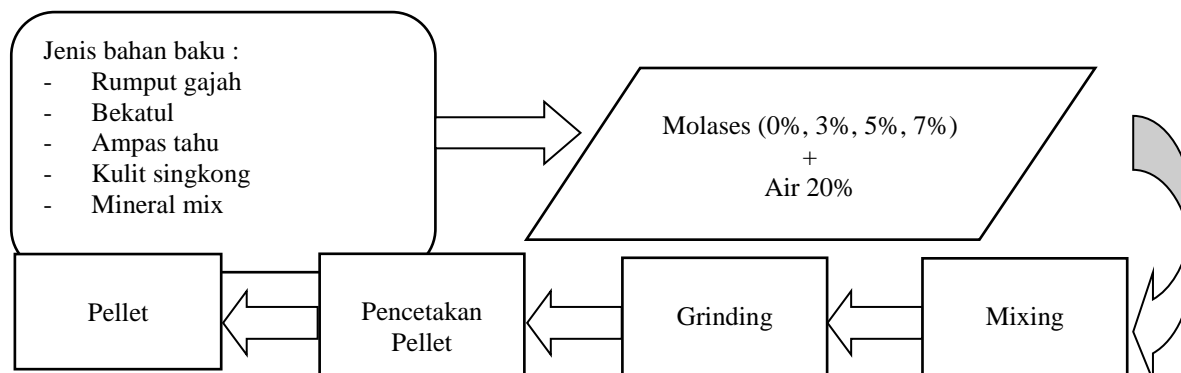 Jenis bahan baku :
- Rumput gajah
- Bekatul
- Ampas tahu
- Kulit singkong
- Mineral mix
Molases (0%, 3%, 5%, 7%)
+
Air 20%
Mixing
Grinding
Pencetakan
Pellet
Pellet